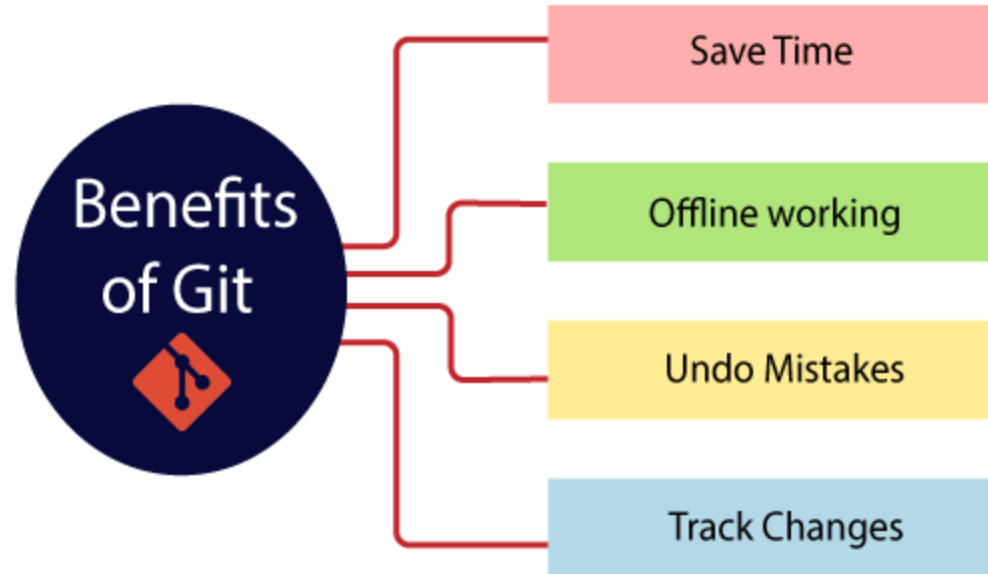 Benefits
of Git
Save Time
Offline working
Undo Mistakes
Track Changes